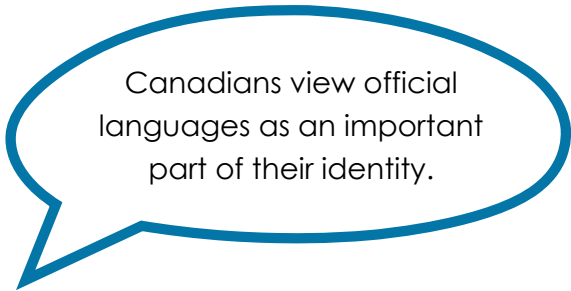 Canadians view official
languages as an important
part of their identity.